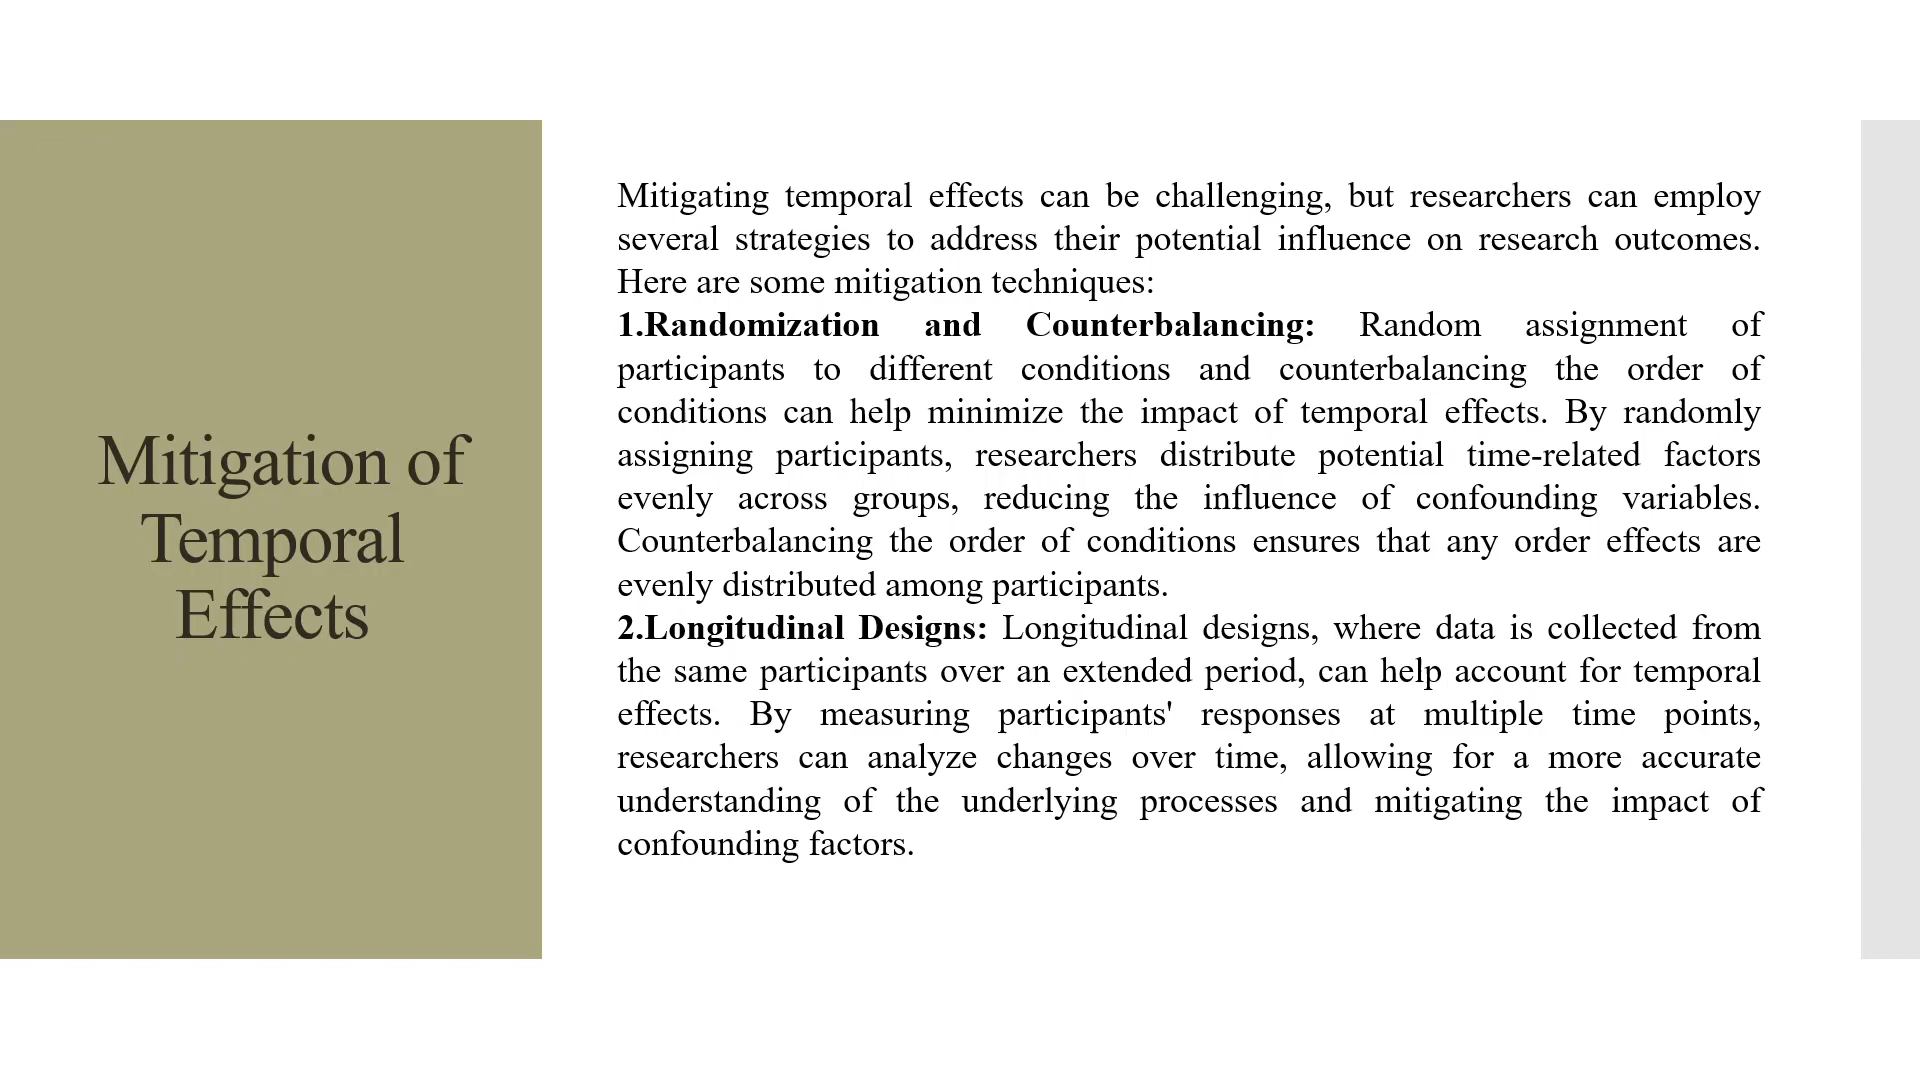 Mitigation of
Temporal
Effects
Mitigating temporal effects can be challenging, but researchers can employ
several strategies to address their potential influence on research outcomes.
Here are some mitigation techniques:
1.Randomization and Counterbalancing: Random assignment of
participants to different conditions and counterbalancing the order of
conditions can help minimize the impact of temporal effects. By randomly
assigning participants, researchers distribute potential time-related factors
evenly across groups, reducing the influence of confounding variables.
Counterbalancing the order of conditions ensures that any order effects are
evenly distributed among participants.
2.Longitudinal Designs: Longitudinal designs, where data is collected from
the same participants over an extended period, can help account for temporal
effects. By measuring participants' responses at multiple time points,
researchers can analyze changes over time, allowing for a more accurate
understanding of the underlying processes and mitigating the impact of
confounding factors.